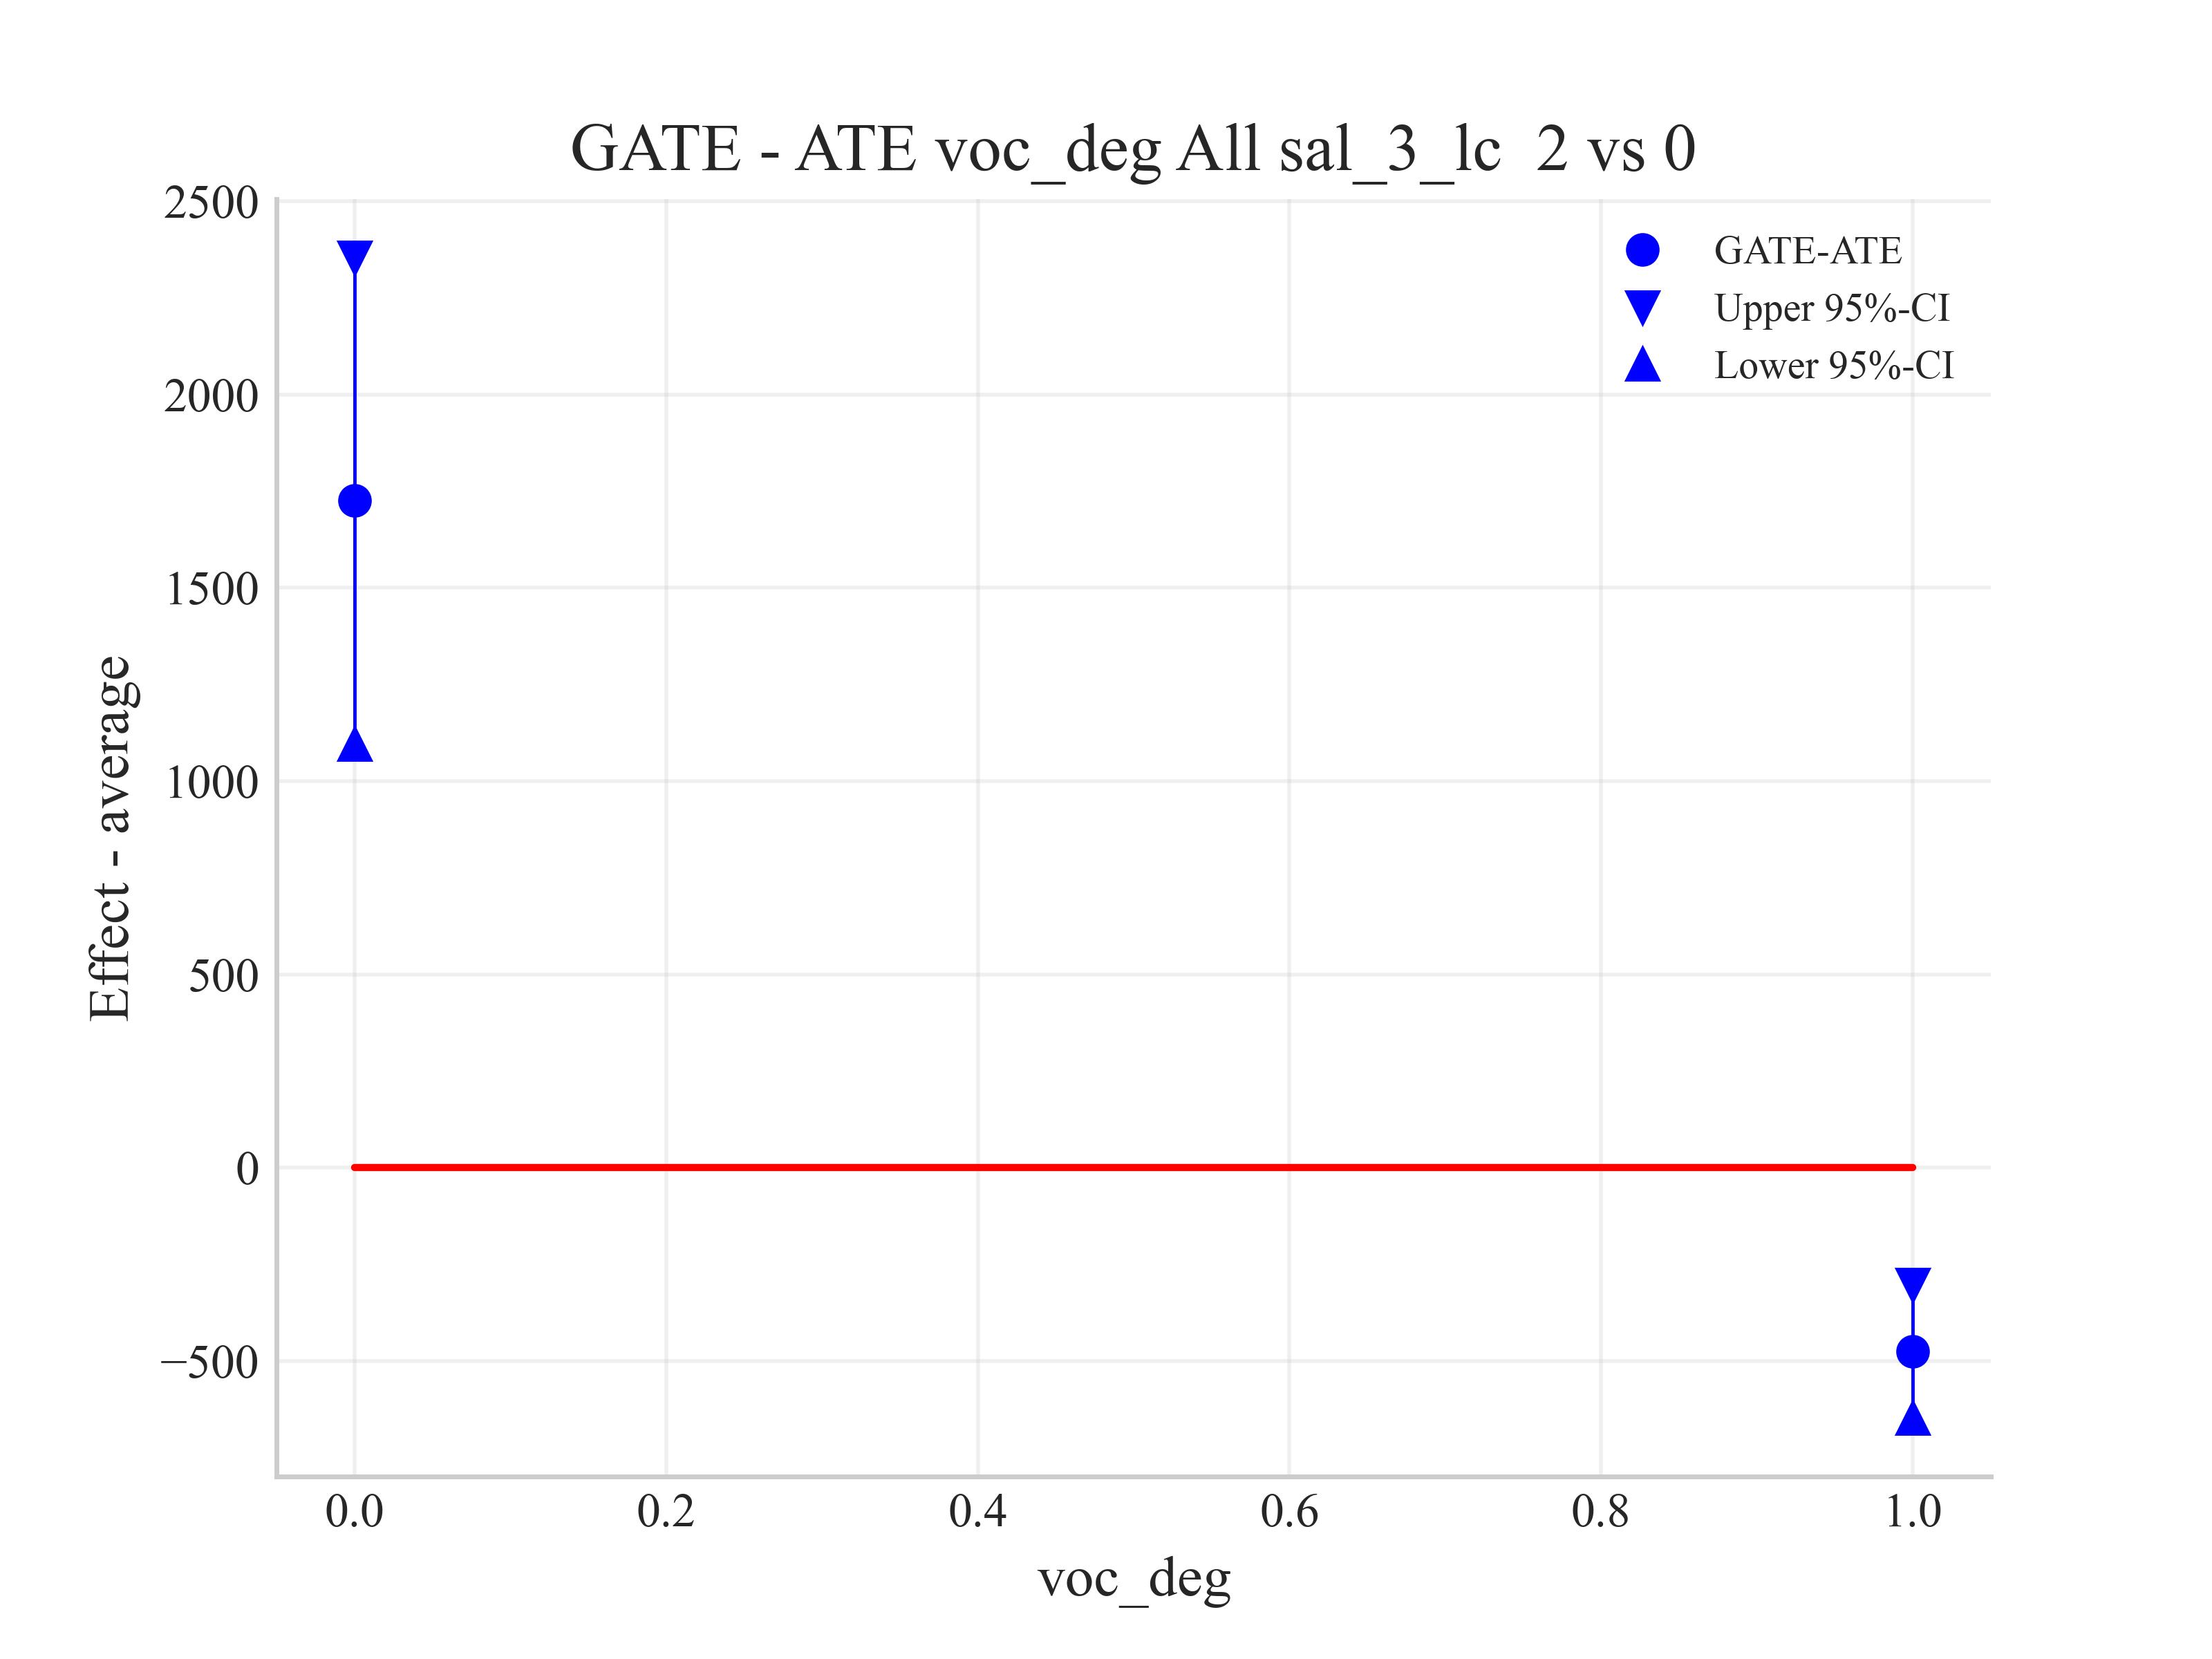 GATE - ATE voc_deg All sal_3_lc  2 vs 0
2500
2000
1500
1000
500
0
−500
Effect - average
GATE-ATE
Upper 95%-CI
Lower 95%-CI
0.0 0.2 0.4 0.6 0.8 1.0
voc_deg